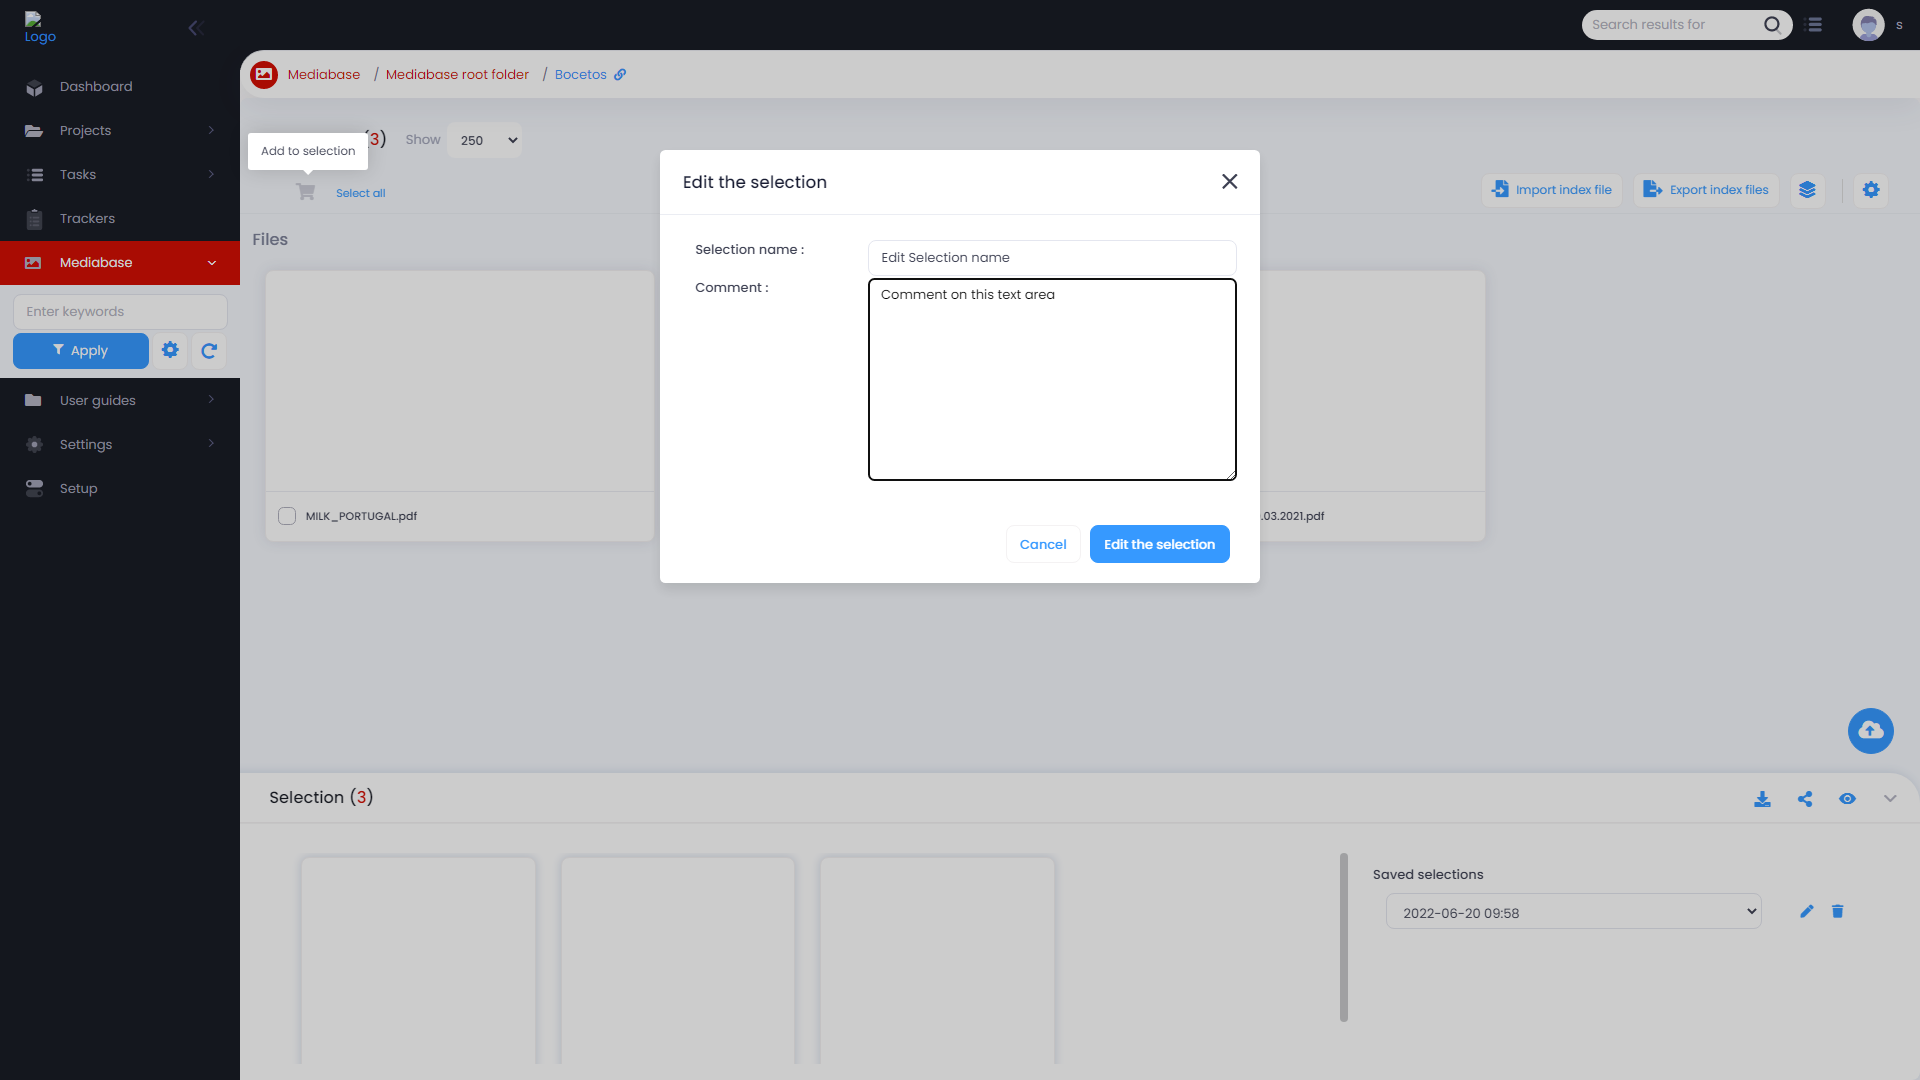 Logo
Search results for
s
Mediabase / Mediabase root folder / Bocetos
Dashboard
Projects
Tasks
Trackers
Mediabase
Enter keywords
Apply
User guides
Settings
Setup
Add to selection
(3)
Show
250
Select all
Import index file
Export index files
Files
MILK_PORTUGAL.pdf
.03.2021.pdf
Edit the selection
Selection name :
Edit Selection name
Comment :
Comment on this text area
Cancel
Edit the selection
Selection (3)
Saved selections
2022-06-20 09:58